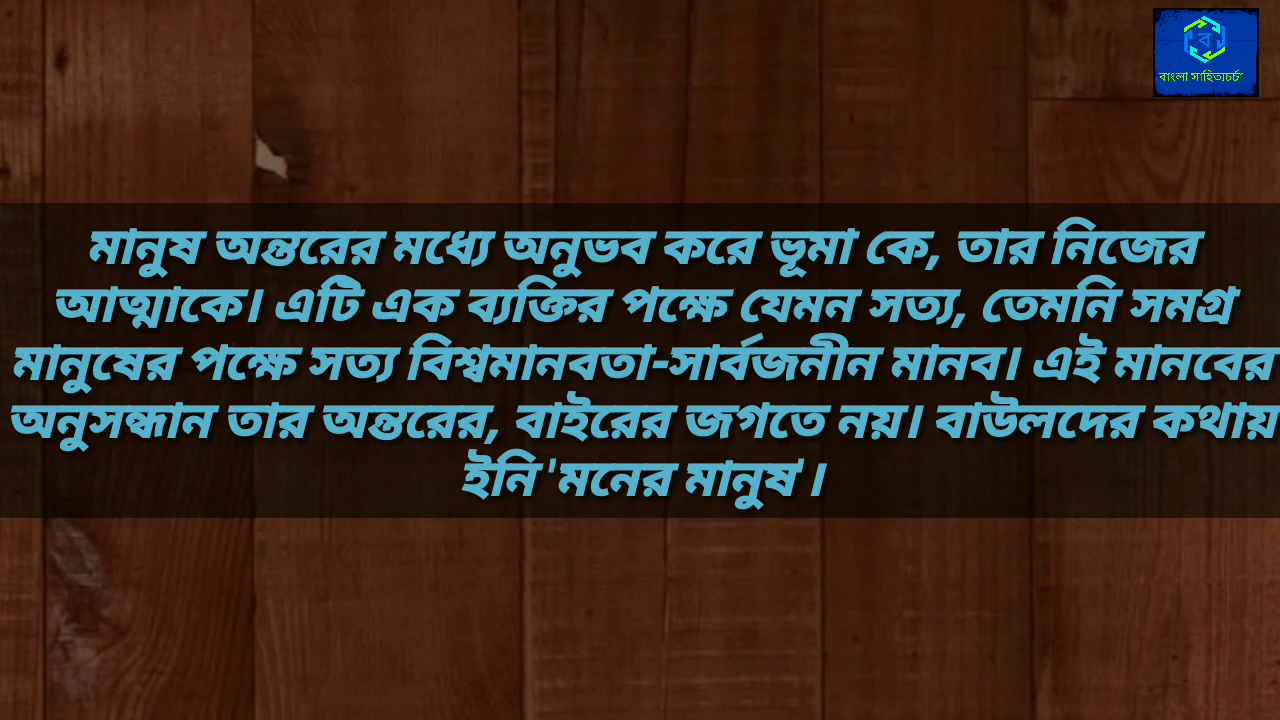 ব
বাংলা সাহিত্যচর্চা
মানুষ অন্তরের মধ্যে অনুভব করে ভূমা কে, তার নিজের
আত্মাকে। এটি এক ব্যক্তির পক্ষে যেমন সত্য, তেমনি সমগ্র
মানুষের পক্ষে সত্য বিশ্বমানবতা-সার্বজনীন মানব। এই মানবের
অনুসন্ধান তার অন্তরের, বাইরের জগতে নয়। বাউলদের কথায়
ইনি 'মনের মানুষ'।